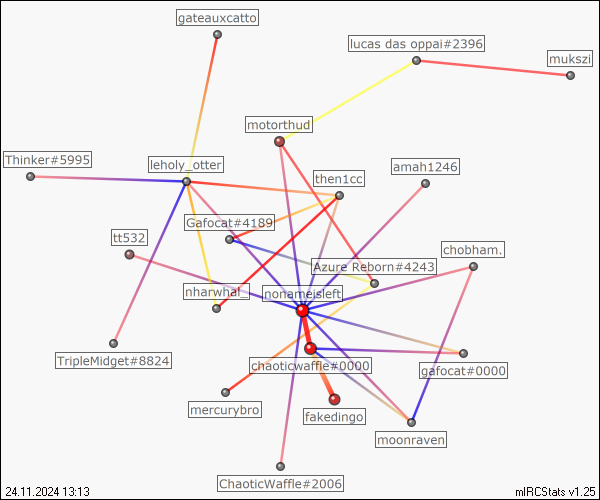 gateauxcatto
lucas das oppai#2396
mukszi
motorthud
Thinker#5995
leholy_otter
amah1246
then1cc
Gafocat#4189
tt532
chobham.
Azure Reborn#4243
nharwhal_
nonameisleft
TripleMidget#8824
chaoticwaffle#0000
gafocat#0000
mercurybro
fakedingo
moonraven
ChaoticWaffle#2006
24.11.2024 13:13
mIRCStats v1.25